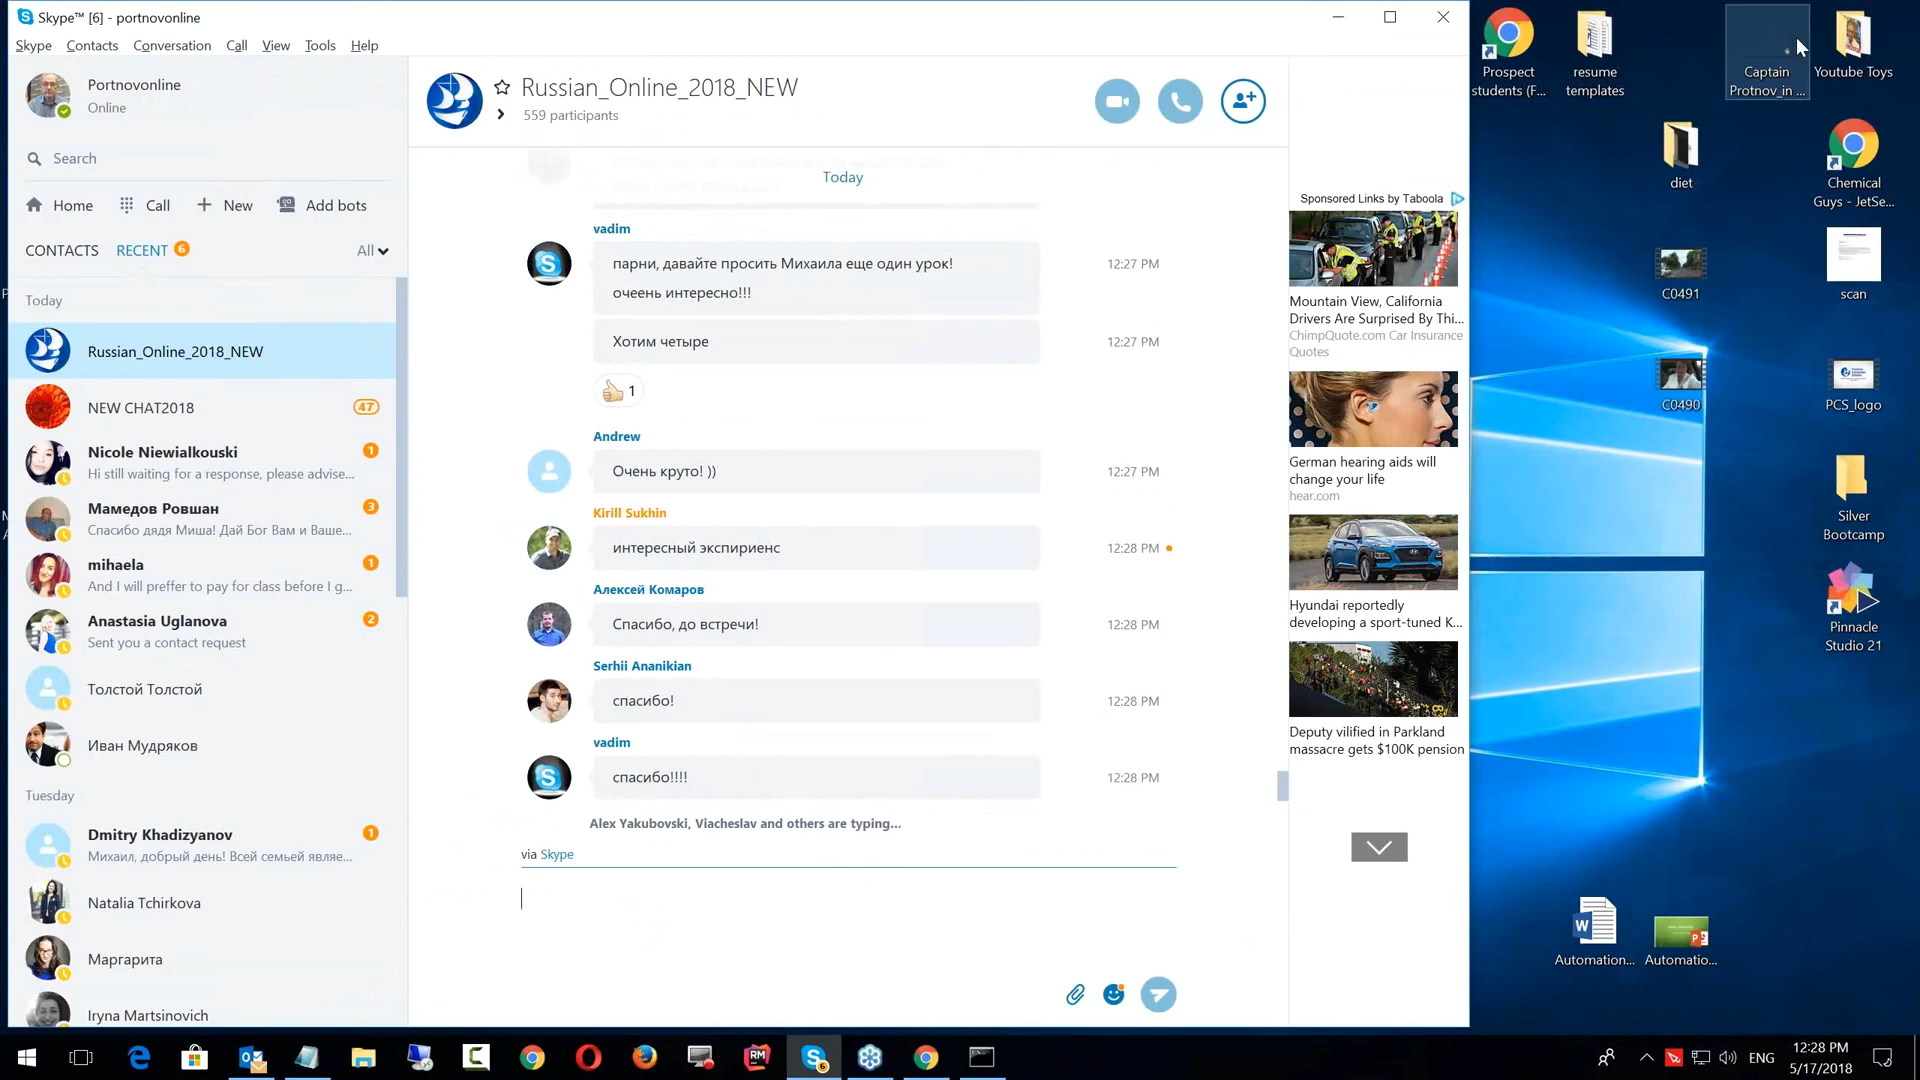 Skype™ [6] - portnovonline
Skype Contacts Conversation Call View Tools Help
Portnovonline
Online
Search
Home Call New Add bots
CONTACTS RECENT 6 All
Today
Russian_Online_2018_NEW
NEW CHAT2018 47
Nicole Niewialkouski 1
Hi still waiting for a response, please advise...
Мамедов Ровшан 3
Спасибо дядя Миша! Дай Бог Вам и Ваше...
mihaela 1
And I will preffer to pay for class before I g...
Anastasia Uglanova 2
Sent you a contact request
Толстой Толстой
Иван Мудряков
Tuesday
Dmitry Khadizyanov 1
Михаил, добрый день! Всей семьей являе...
Natalia Tchirkova
Маргарита
Iryna Martsinovich
Russian_Online_2018_NEW
559 participants
Today
vadim
парни, давайте просить Михаила еще один урок!
очеень интересно!!!
12:27 PM
Хотим четыре
12:27 PM
1
Andrew
Очень круто! ))
12:27 PM
Kirill Sukhin
интересный экспириенс
12:28 PM
Алексей Комаров
Спасибо, до встречи!
12:28 PM
Serhii Ananikian
спасибо!
12:28 PM
vadim
спасибо!!!!
12:28 PM
Alex Yakubovski, Viacheslav and others are typing...
via Skype
Sponsored Links by Taboola
Mountain View, California
Drivers Are Surprised By Thi...
ChimpQuote.com Car Insurance
Quotes
German hearing aids will
change your life
hear.com
Hyundai reportedly
developing a sport-tuned K...
Deputy vilified in Parkland
massacre gets $100K pension
Prospect
students (F...
resume
templates
Captain
Protnov_in ...
Youtube Toys
diet
Chemical
Guys - JetSe...
C0491
scan
C0490
PCS_logo
Silver
Bootcamp
Pinnacle
Studio 21
Automation...
Automatio...
ENG
12:28 PM
5/17/2018